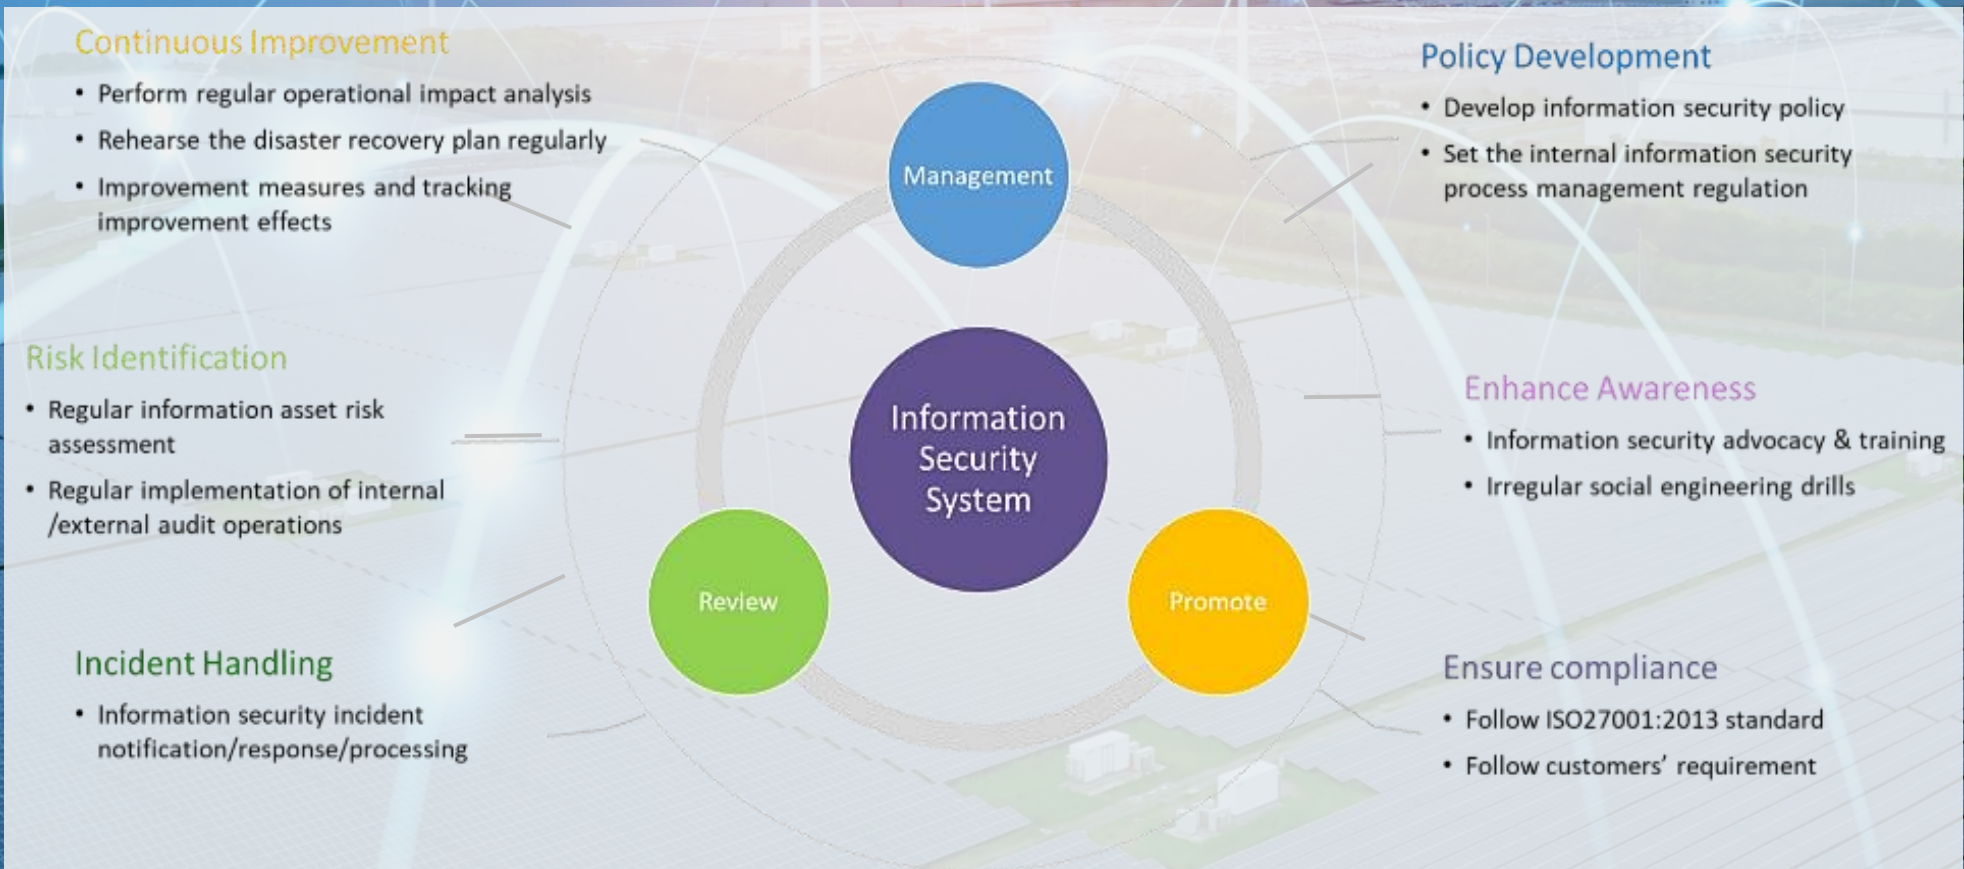 Continuous Improvement
• Perform regular operational impact analysis
• Rehearse the disaster recovery plan regularly
• Improvement measures and tracking
improvement effects
Risk Identification
• Regular information asset risk
assessment
• Regular implementation of internal
/external audit operations
Incident Handling
• Information security incident
notification/response/processing
Management
Information
Security
System
Review
Promote
Policy Development
• Develop information security policy
• Set the internal information security
process management regulation
Enhance Awareness
• Information security advocacy & training
• Irregular social engineering drills
Ensure compliance
• Follow ISO27001:2013 standard
• Follow customers’ requirement